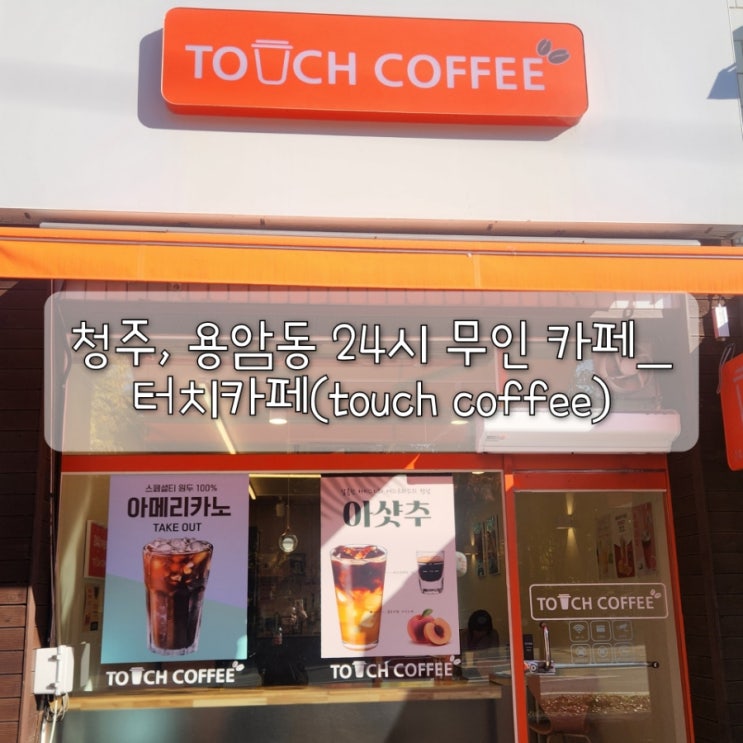 TOUCH COFFEE
청주, 용암동 24시 무인 카페_
터치카페(touch coffee)
스페셜티 원두 100%
아메리카노
TAKE OUT
아샷추
TOUCH COFFEE
TOUCH COFFEE
TOUCH COFFEE